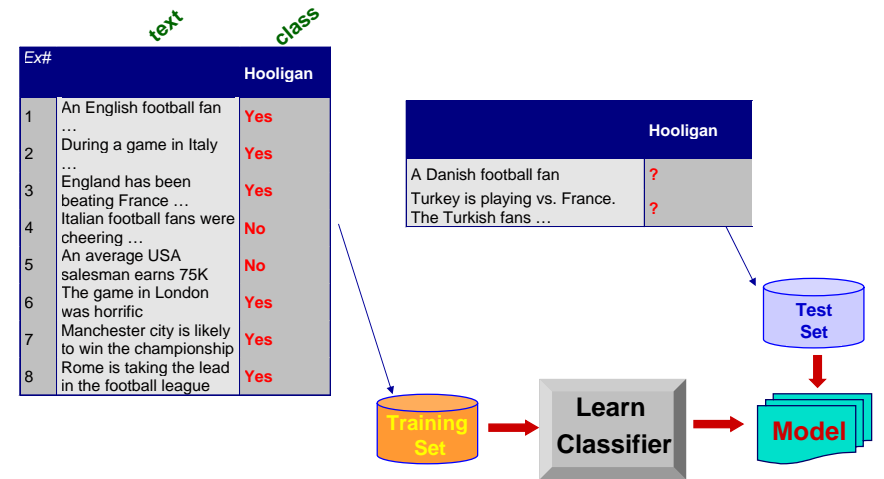 text
class
Ex#
Hooligan
1
An English football fan
…
Yes
2
During a game in Italy
…
Yes
3
England has been
beating France …
Yes
4
Italian football fans were
cheering …
No
5
An average USA
salesman earns 75K
No
6
The game in London
was horrific
Yes
7
Manchester city is likely
to win the championship
Yes
8
Rome is taking the lead
in the football league
Yes
Hooligan
A Danish football fan
?
Turkey is playing vs. France.
The Turkish fans …
?
Test
Set
Training
Set
Learn
Classifier
Model